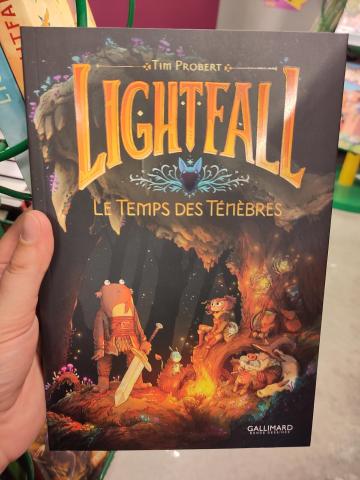 TIM PROBERT
LIGHTFALL
LE TEMPS DES TÉNÈBRES
GALLIMARD
BANDE DESSINÉE